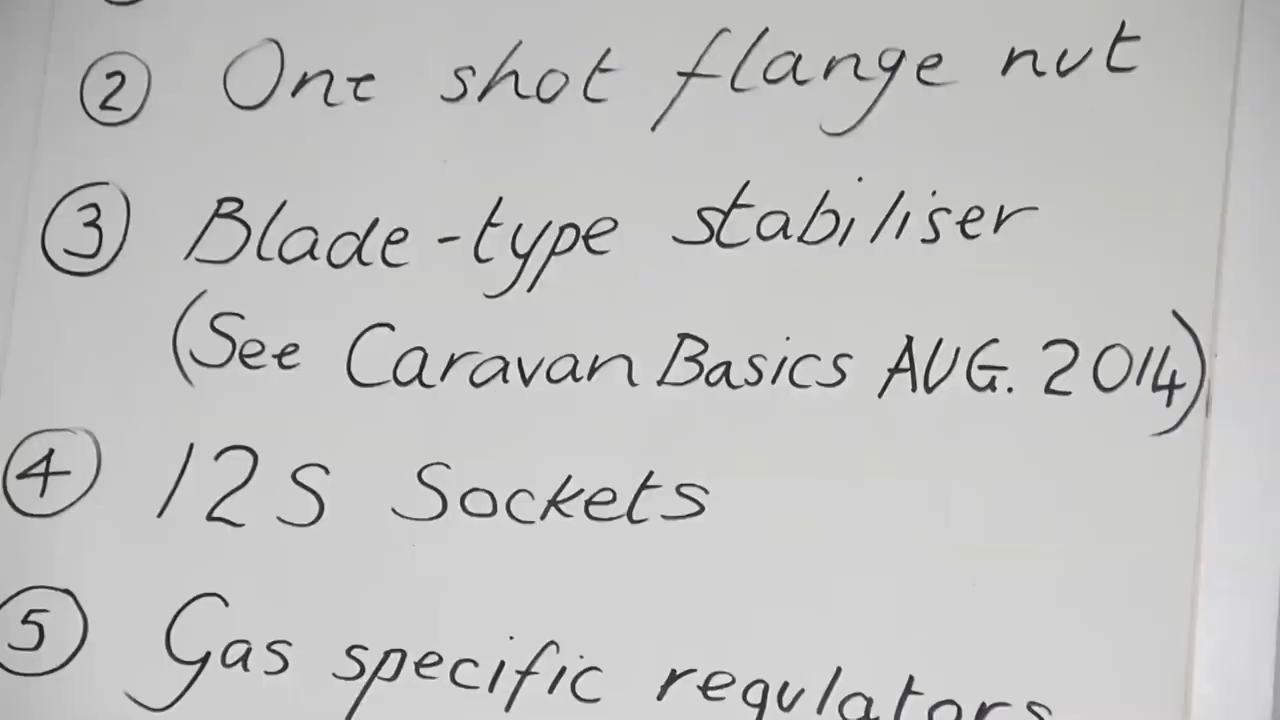 ② One shot flange nut
③ Blade-type stabiliser
(See Caravan Basics AUG. 2014)
④ 12S Sockets
⑤ Gas specific regulators